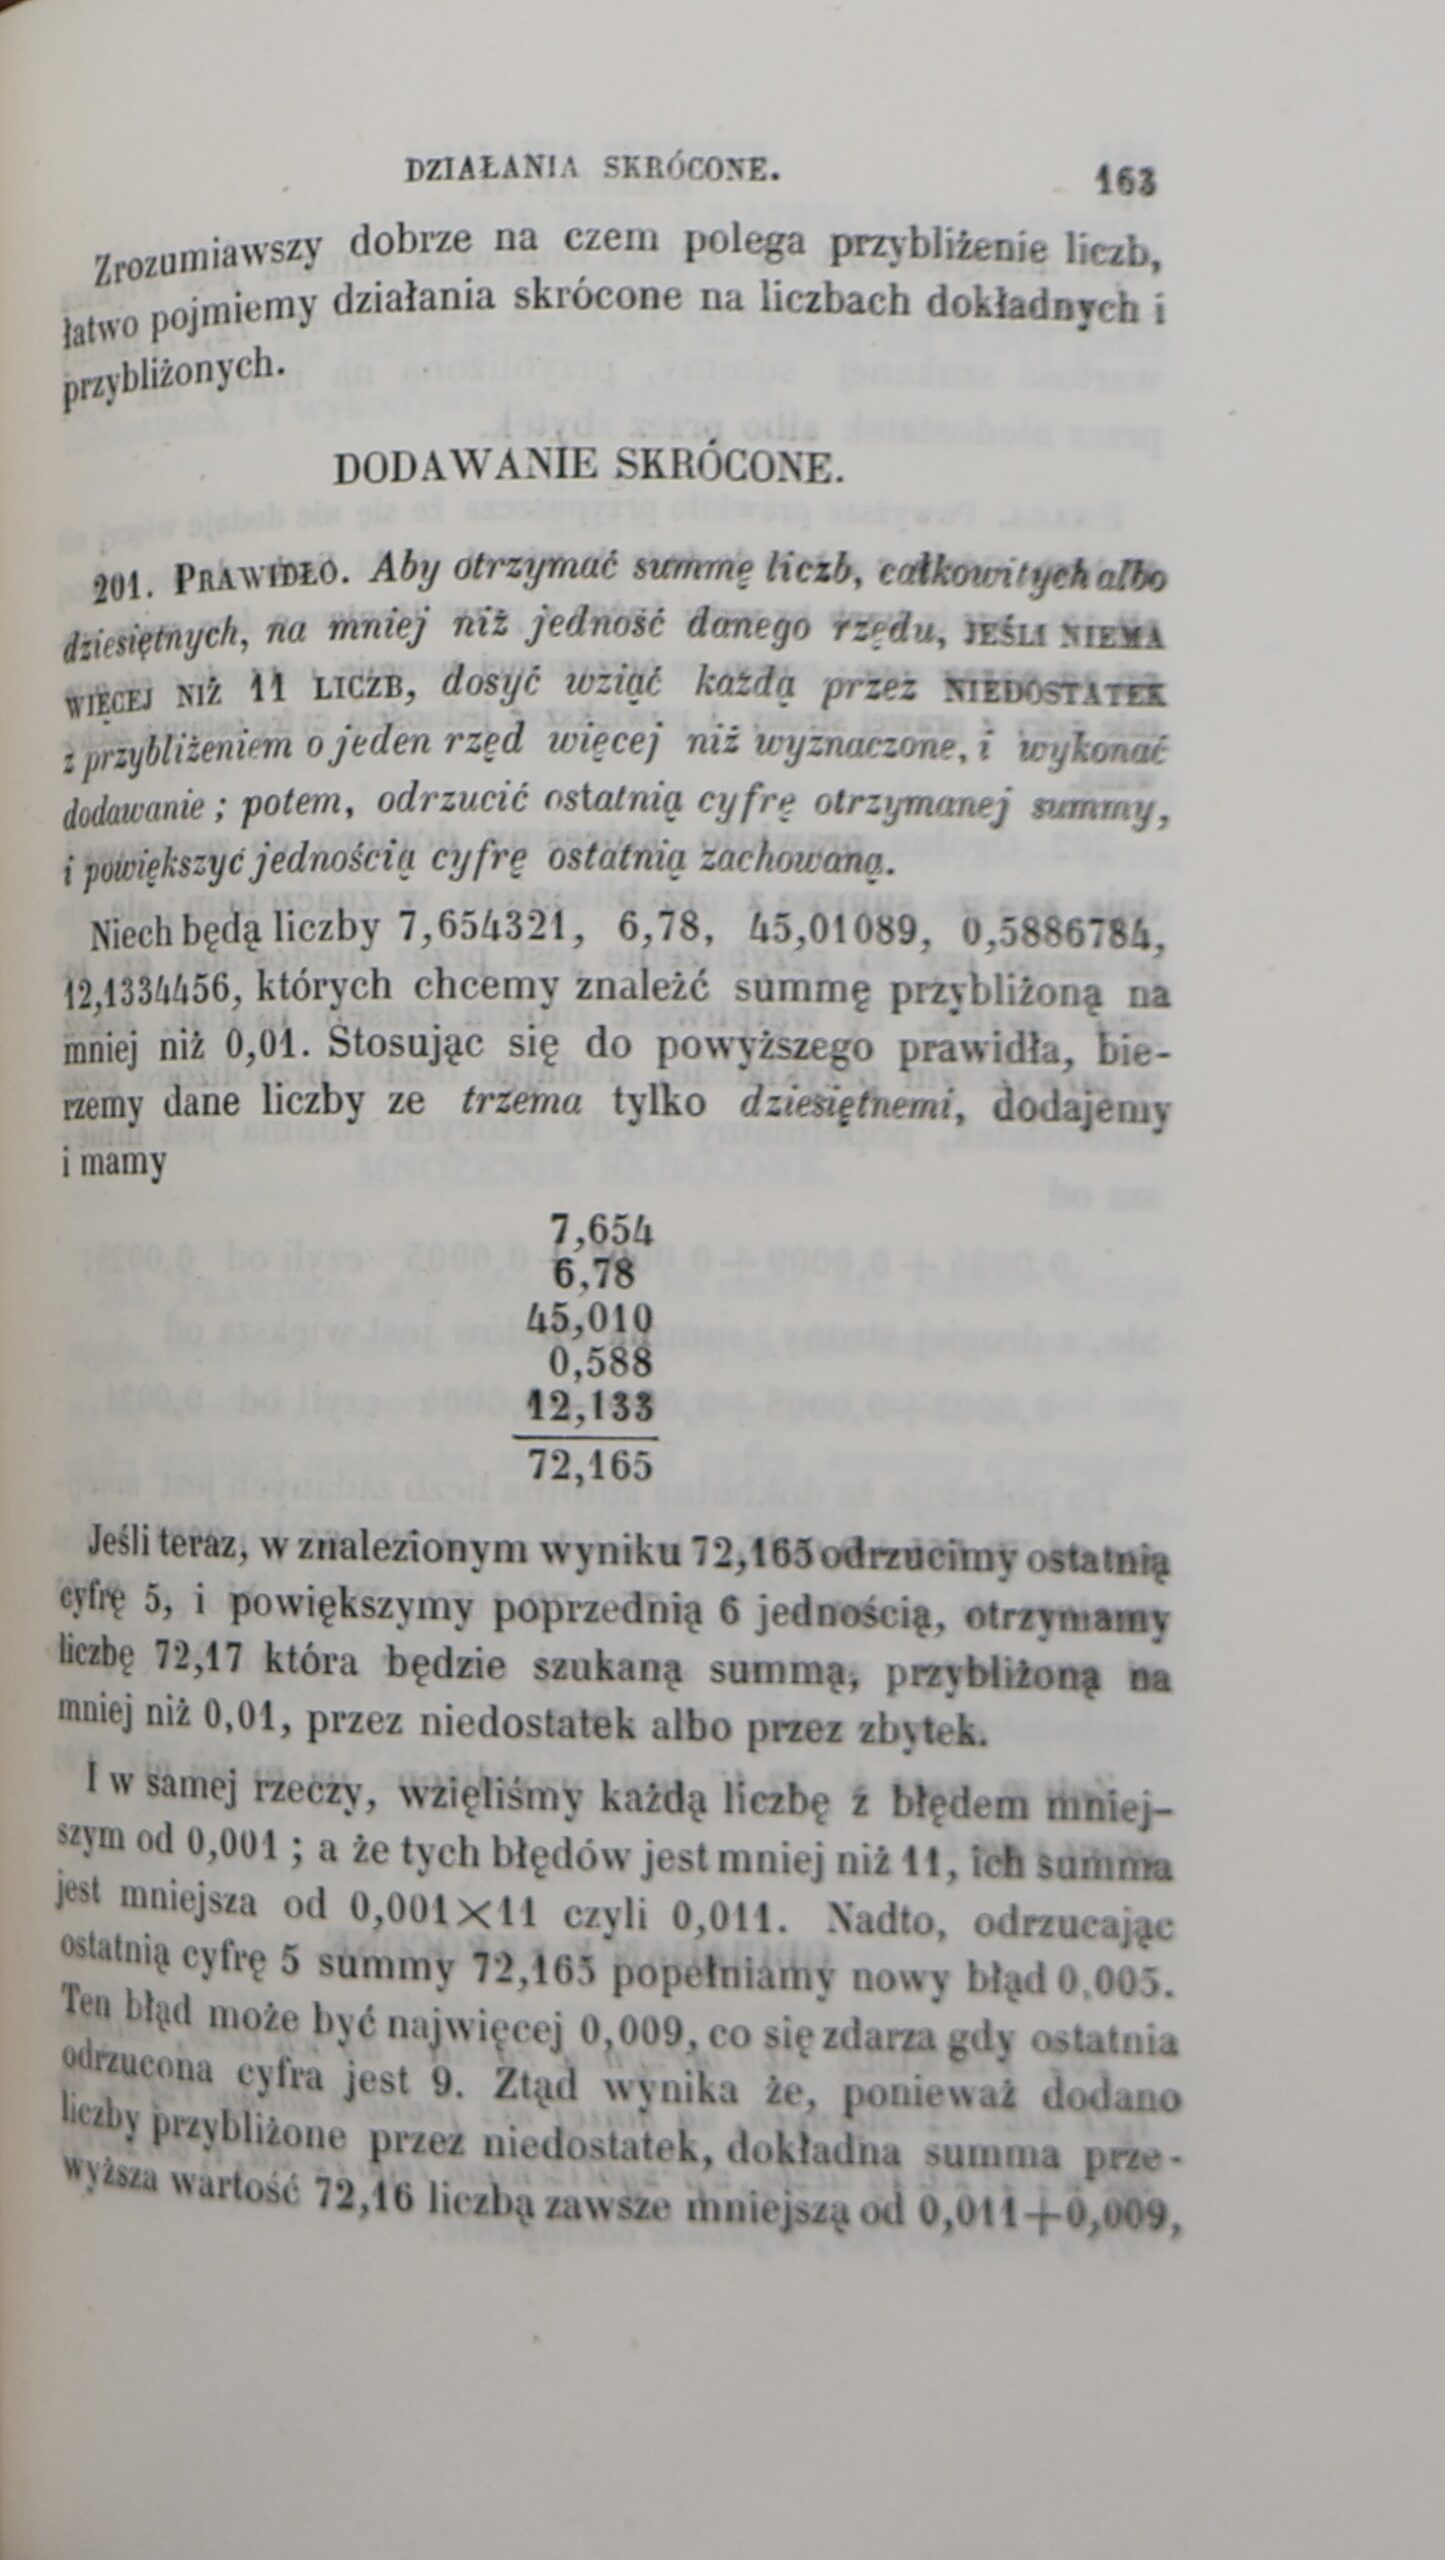 DZIAŁANIA SKRÓCONE. 163
Zrozumiawszy dobrze na czem polega przybliżenie liczb,
łatwo pojmiemy działania skrócone na liczbach dokładnych i
przybliżonych.
DODAWANIE SKRÓCONE.
201. PRAWIDŁO. Aby otrzymać summę liczb, całkowitych albo
dziesiętnych, na mniej niż jedność danego rzędu, JEŚLI NIEMA
WIĘCEJ NIŻ 11 LICZB, dosyć wziąć każdą przez NIEDOSTATEK
z przybliżeniem o jeden rzęd więcej niż wyznaczone, i wykonać
dodawanie ; potem, odrzucić ostatnią cyfrę otrzymanej summy,
i powiększyć jednością cyfrę ostatnią zachowaną.
Niech będą liczby 7,654321, 6,78, 45,01089, 0,5886784,
12,1334456, których chcemy znaleźć summę przybliżoną na
mniej niż 0,01. Stosując się do powyższego prawidła, bie-
rzemy dane liczby ze trzema tylko dziesiętnemi, dodajemy
i mamy
7,654
6,78
45,010
0,588
12,133
72,165
Jeśli teraz, w znalezionym wyniku 72,165 odrzucimy ostatnią
cyfrę 5, i powiększymy poprzednią 6 jednością, otrzymamy
liczbę 72,17 która będzie szukaną summą, przybliżoną na
mniej niż 0,01, przez niedostatek albo przez zbytek.
I w samej rzeczy, wzięliśmy każdą liczbę z błędem mniej-
szym od 0,001 ; a że tych błędów jest mniej niż 11, ich summa
jest mniejsza od 0,001×11 czyli 0,011. Nadto, odrzucając
ostatnią cyfrę 5 summy 72,165 popełniamy nowy błąd 0,005.
Ten błąd może być najwięcej 0,009, co się zdarza gdy ostatnia
odrzucona cyfra jest 9. Ztąd wynika że, ponieważ dodano
liczby przybliżone przez niedostatek, dokładna summa prze-
wyższa wartość 72,16 liczbą zawsze mniejszą od 0,011+0,009,